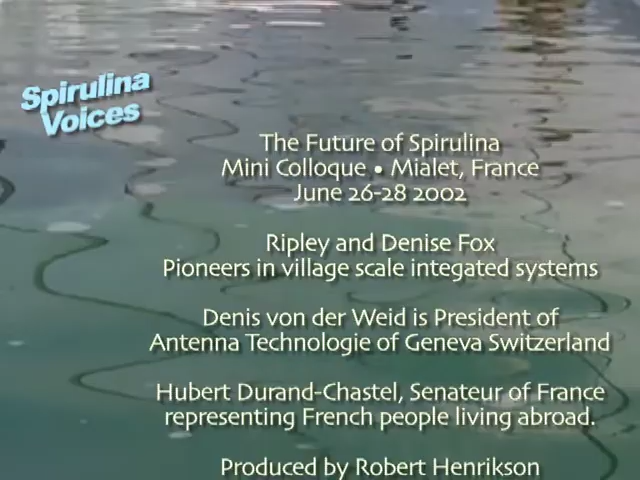 Spirulina
Voices
The Future of Spirulina
Mini Colloque • Mialet, France
June 26-28 2002
Ripley and Denise Fox
Pioneers in village scale integated systems
Denis von der Weid is President of
Antenna Technologie of Geneva Switzerland
Hubert Durand-Chastel, Senateur of France
representing French people living abroad.
Produced by Robert Henrikson